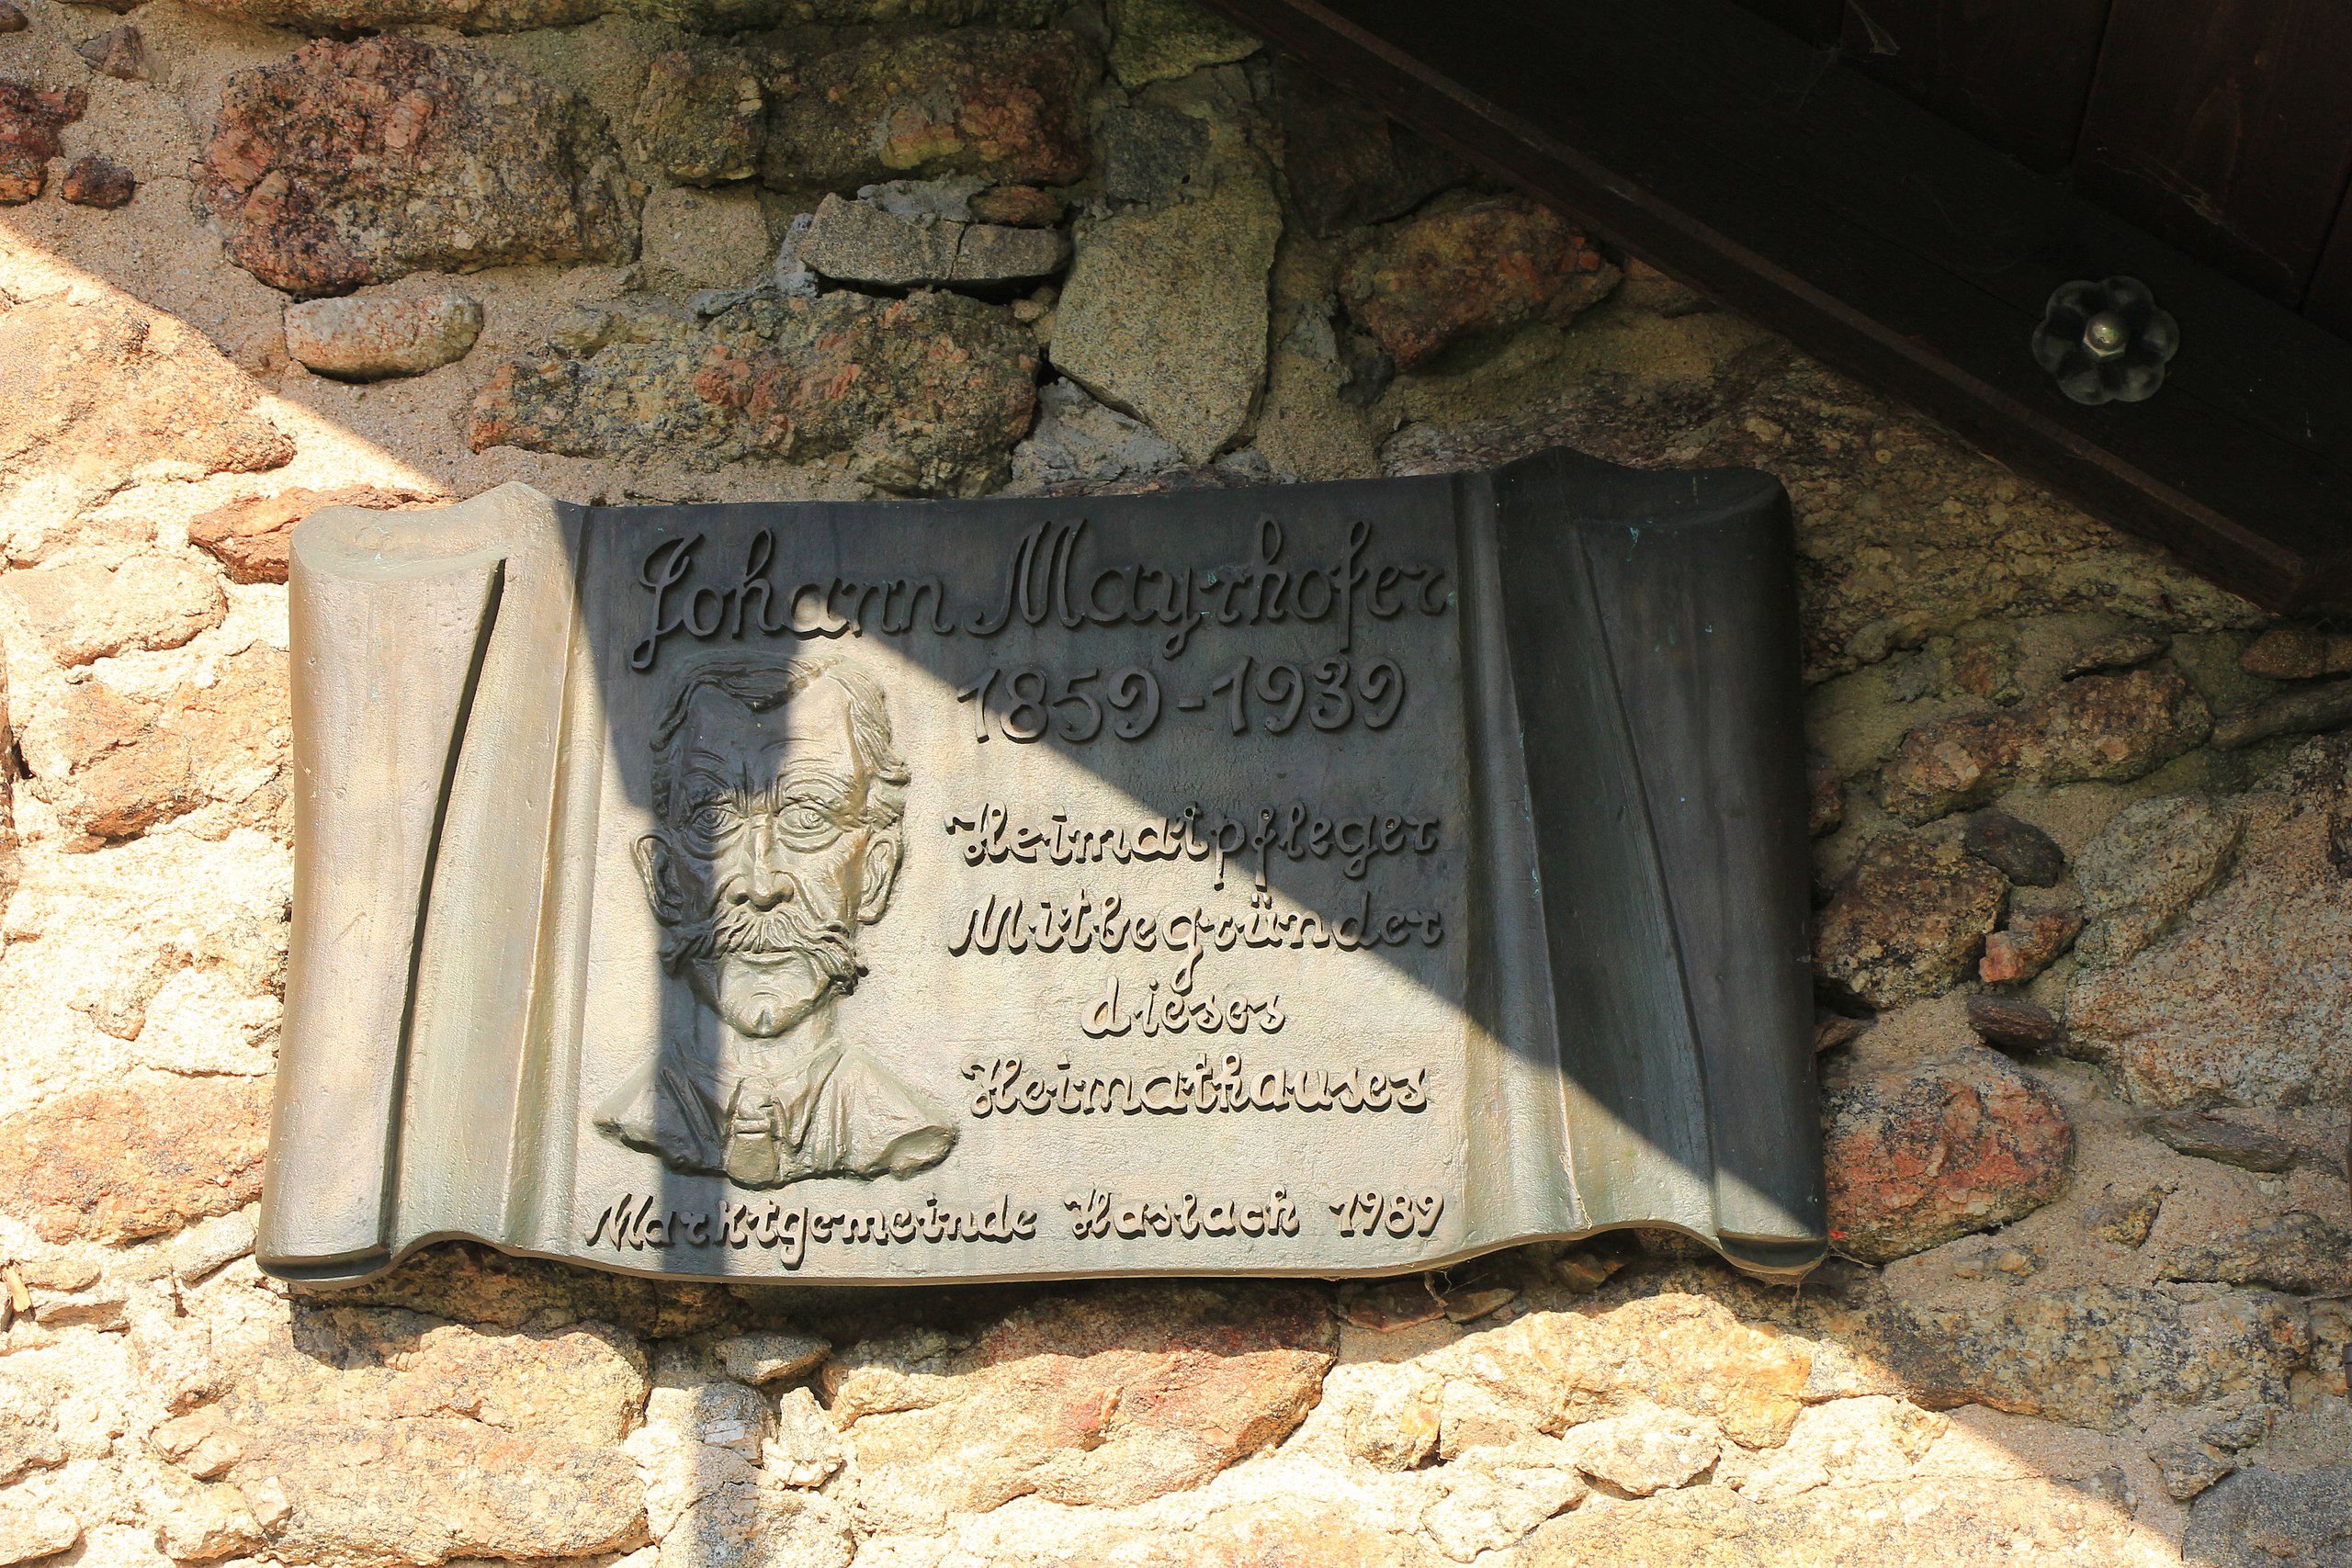 Johann Mayrhofer
1859-1939
Heimatpfleger
Mitbegründer
dieses
Heimathauses
Marktgemeinde Haslach 1989